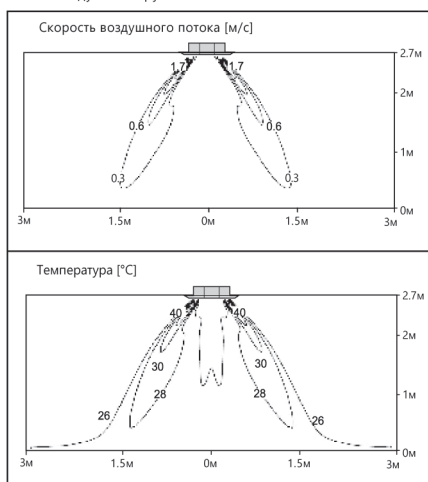 Скорость воздушного потока [м/с]
2.7м
1.7 1.7
2м
0.6 0.6
1м
0.3 0.3
0м
3м 1.5м 0м 1.5м 3м
Температура [°C]
2.7м
40 40
2м
30 30
28 28
1м
26 26
0м
3м 1.5м 0м 1.5м 3м